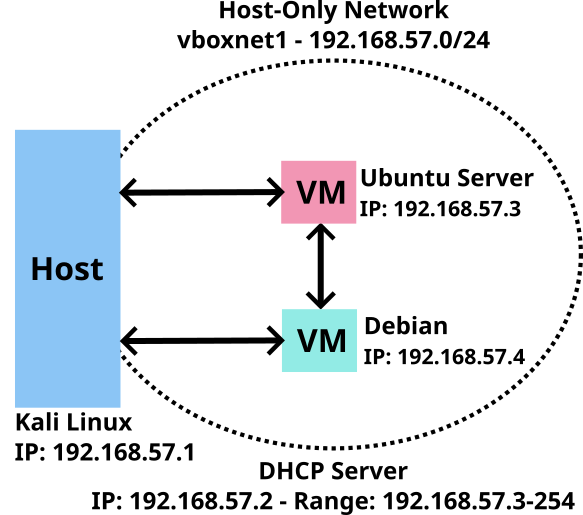 Host-Only Network
vboxnet1 - 192.168.57.0/24
VM
Ubuntu Server
IP: 192.168.57.3
Host
VM
Debian
IP: 192.168.57.4
Kali Linux
IP: 192.168.57.1
DHCP Server
IP: 192.168.57.2 - Range: 192.168.57.3-254